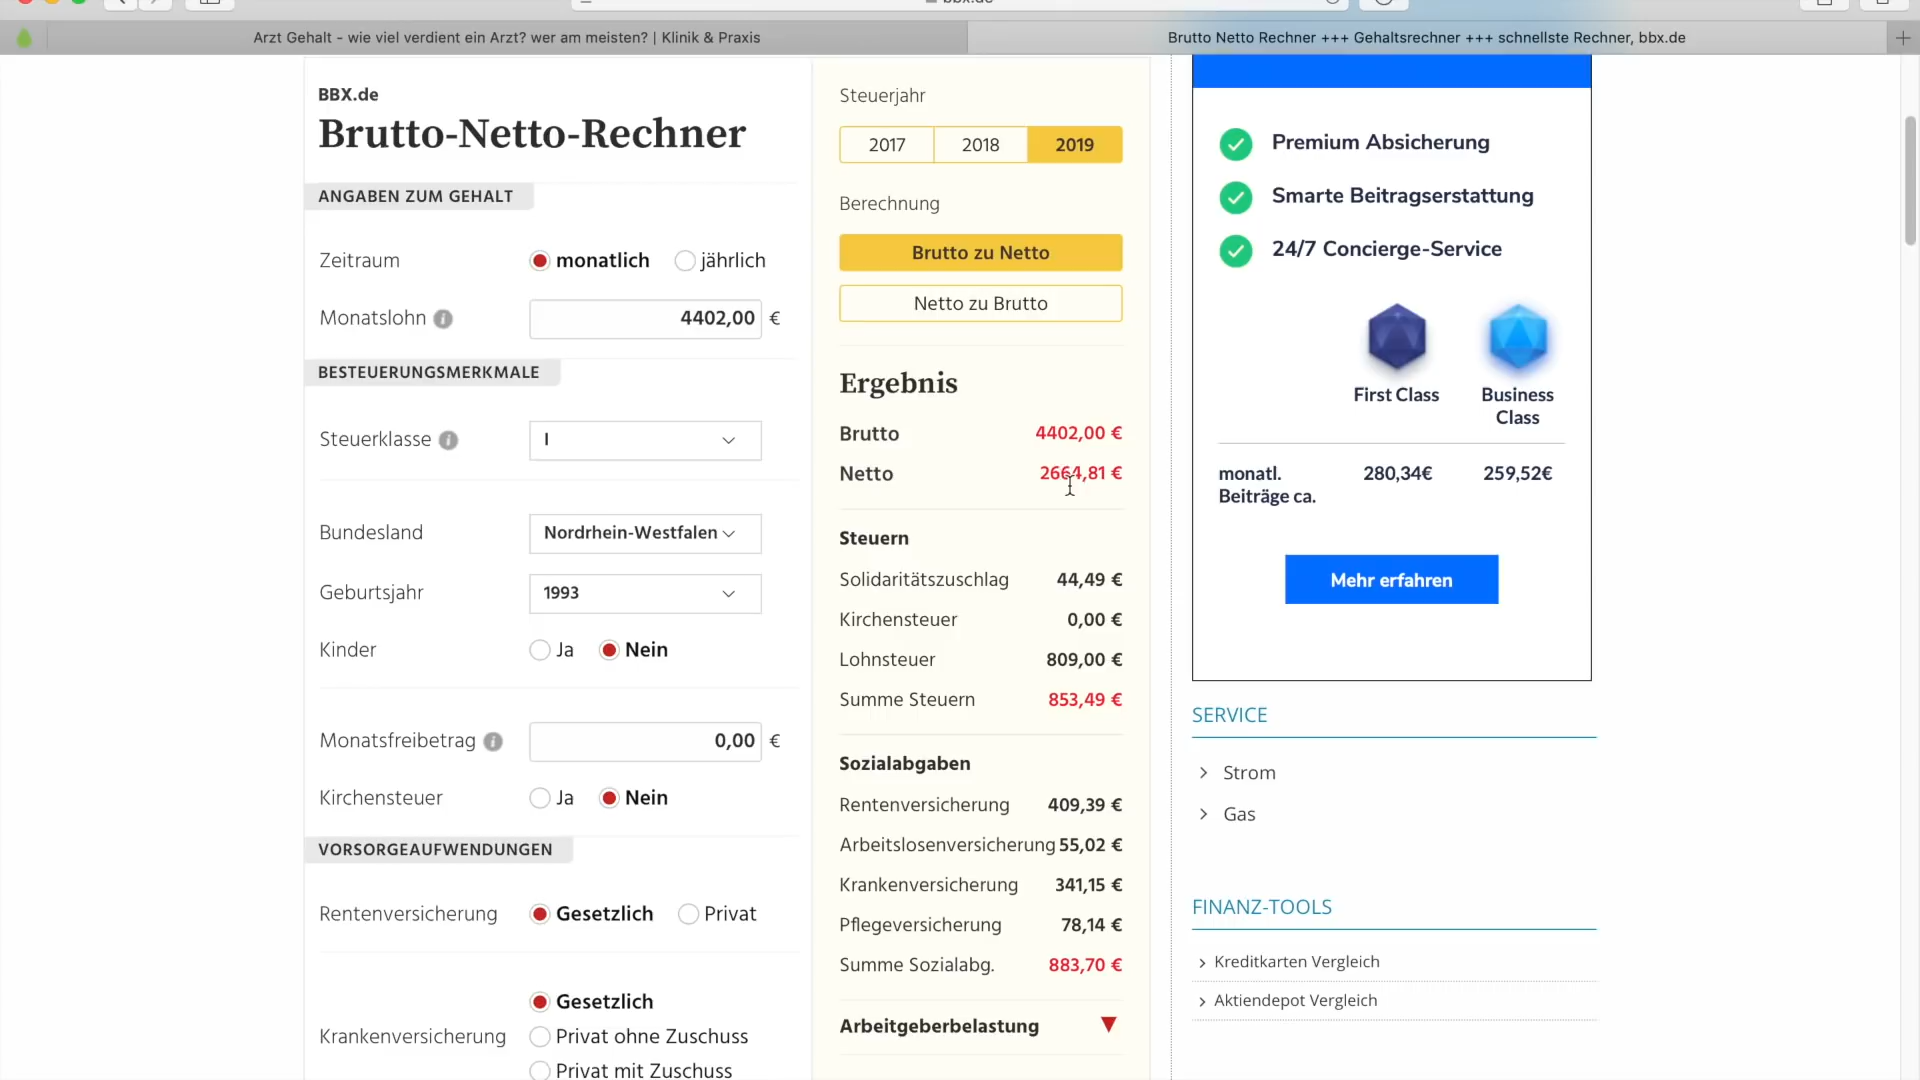 Arzt Gehalt - wie viel verdient ein Arzt? wer am meisten? | Klinik & Praxis
Brutto Netto Rechner +++ Gehaltsrechner +++ schnellste Rechner, bbx.de
BBX.de
Brutto-Netto-Rechner
ANGABEN ZUM GEHALT
Zeitraum
monatlich
jährlich
Monatslohn
4402,00 €
BESTEUERUNGSMERKMALE
Steuerklasse
I
Bundesland
Nordrhein-Westfalen
Geburtsjahr
1993
Kinder
Ja
Nein
Monatsfreibetrag
0,00 €
Kirchensteuer
Ja
Nein
VORSORGEAUFWENDUNGEN
Rentenversicherung
Gesetzlich
Privat
Krankenversicherung
Gesetzlich
Privat ohne Zuschuss
Privat mit Zuschuss
Steuerjahr
2017
2018
2019
Berechnung
Brutto zu Netto
Netto zu Brutto
Ergebnis
Brutto 4402,00 €
Netto 2664,81 €
Steuern
Solidaritätszuschlag 44,49 €
Kirchensteuer 0,00 €
Lohnsteuer 809,00 €
Summe Steuern 853,49 €
Sozialabgaben
Rentenversicherung 409,39 €
Arbeitslosenversicherung 55,02 €
Krankenversicherung 341,15 €
Pflegeversicherung 78,14 €
Summe Sozialabg. 883,70 €
Arbeitgeberbelastung
Premium Absicherung
Smarte Beitragserstattung
24/7 Concierge-Service
First Class
Business
Class
monatl.
Beiträge ca.
280,34€
259,52€
Mehr erfahren
SERVICE
Strom
Gas
FINANZ-TOOLS
Kreditkarten Vergleich
Aktiendepot Vergleich